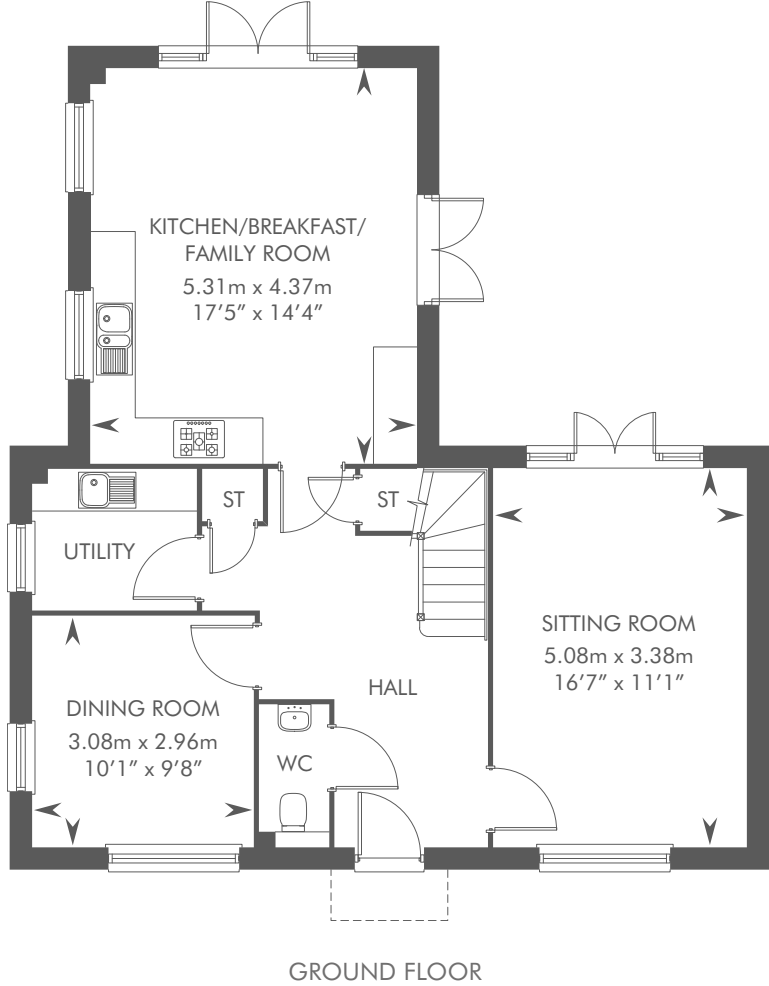 KITCHEN/BREAKFAST/
FAMILY ROOM
5.31m x 4.37m
17’5” x 14’4”
ST
ST
UTILITY
SITTING ROOM
5.08m x 3.38m
16’7” x 11’1”
HALL
DINING ROOM
3.08m x 2.96m
10’1” x 9’8”
WC
GROUND FLOOR